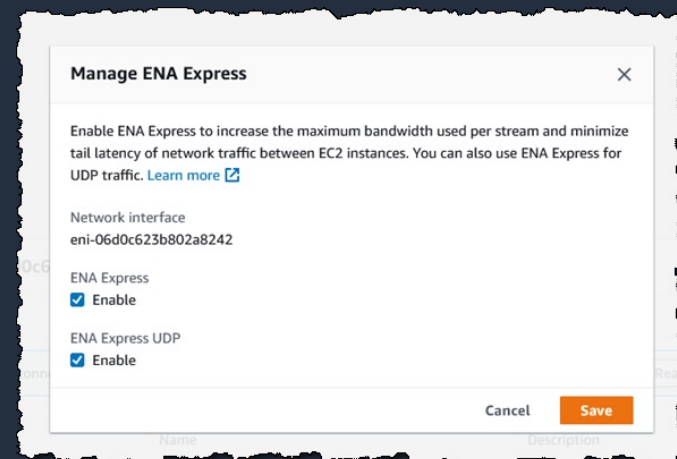 Manage ENA Express
Enable ENA Express to increase the maximum bandwidth used per stream and minimize
tail latency of network traffic between EC2 instances. You can also use ENA Express for
UDP traffic. Learn more
Network interface
eni-06d0c623b802a8242
ENA Express
Enable
ENA Express UDP
Enable
Cancel Save
Name Description